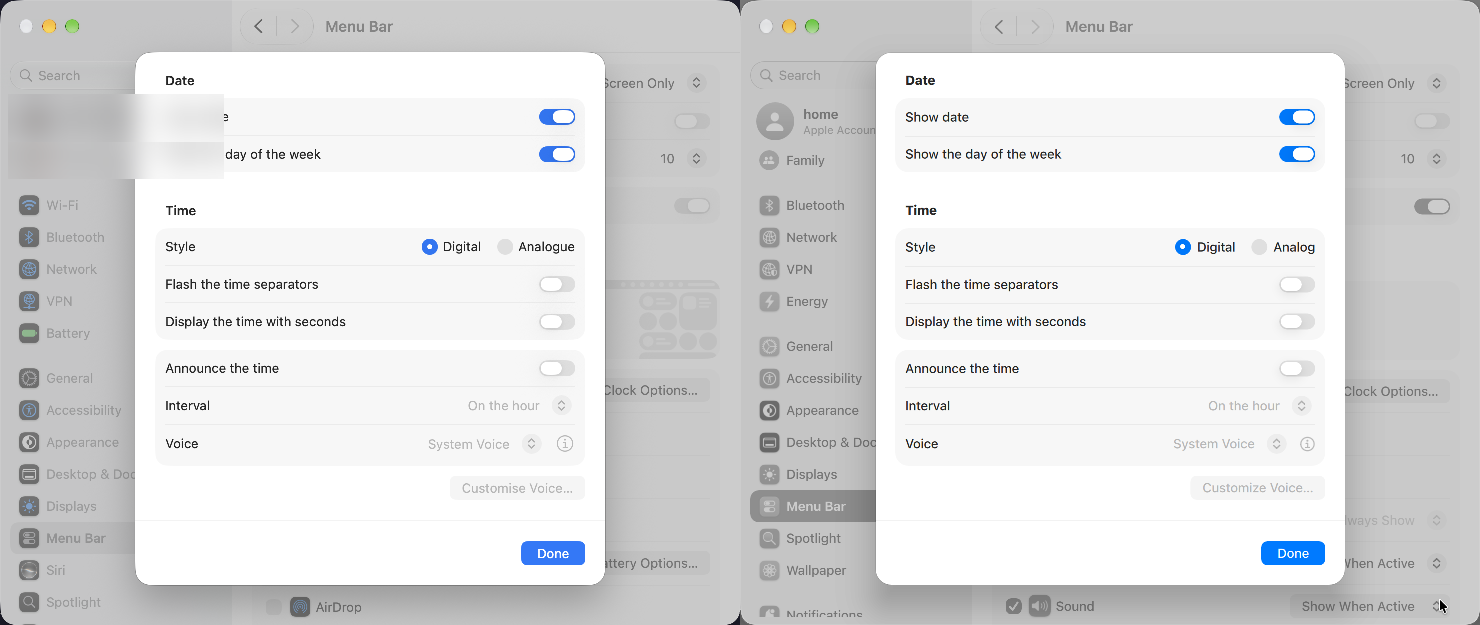 Menu Bar
Search
Screen Only
10
Wi-Fi
Bluetooth
Network
VPN
Battery
General
Accessibility
Appearance
Desktop & Doc
Displays
Menu Bar
Siri
Spotlight
Date
day of the week
Time
Style
Digital
Analogue
Flash the time separators
Display the time with seconds
Announce the time
Interval
On the hour
Voice
System Voice
Customise Voice...
Done
Clock Options...
attery Options...
AirDrop
Menu Bar
Search
Screen Only
10
home
Apple Accoun
Family
Bluetooth
Network
VPN
Energy
General
Accessibility
Appearance
Desktop & Doc
Displays
Menu Bar
Spotlight
Wallpaper
Notifications
Date
Show date
Show the day of the week
Time
Style
Digital
Analog
Flash the time separators
Display the time with seconds
Announce the time
Interval
On the hour
Voice
System Voice
Customize Voice...
Done
Clock Options...
lways Show
When Active
Sound
Show When Active